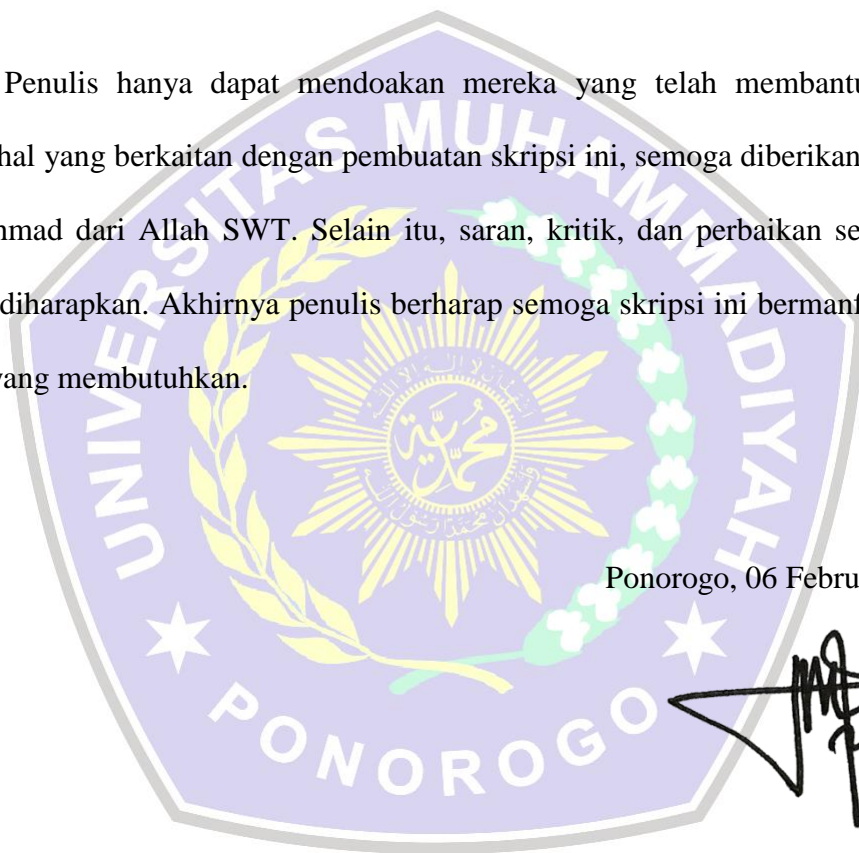 Penulis hanya dapat mendoakan mereka yang telah membantu
hal yang berkaitan dengan pembuatan skripsi ini, semoga diberikan
mad dari Allah SWT. Selain itu, saran, kritik, dan perbaikan se
diharapkan. Akhirnya penulis berharap semoga skripsi ini bermanf
yang membutuhkan.
Ponorogo, 06 Febru
UNIVERSITAS MUHAMMADIYAH
PONOROGO